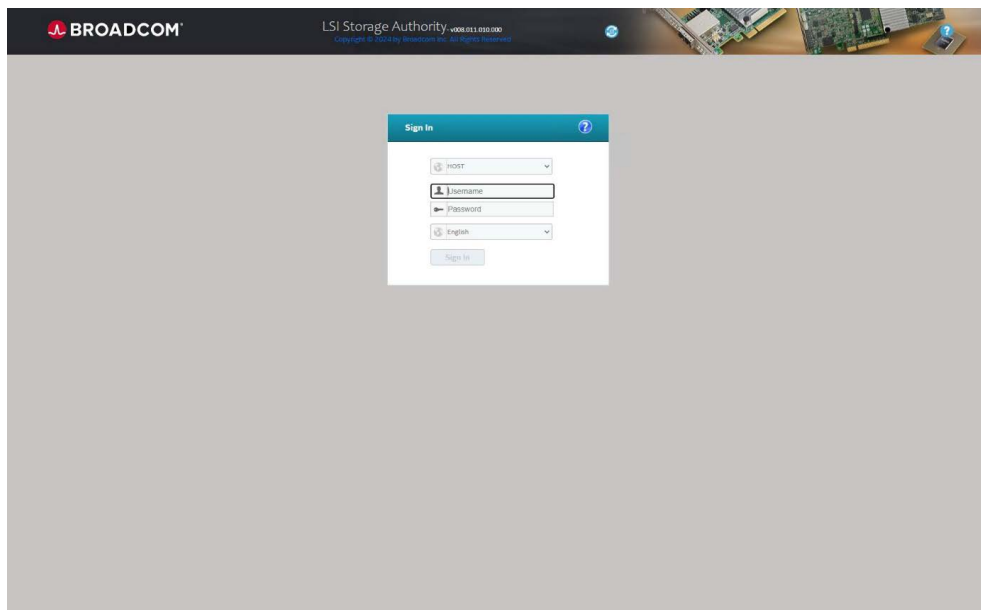 BROADCOM®
LSI Storage Authority v008.011.010.000
Copyright © 2024 by Broadcom Inc. All Rights Reserved
Sign In
?
HOST
Username
Password
English
Sign In
?